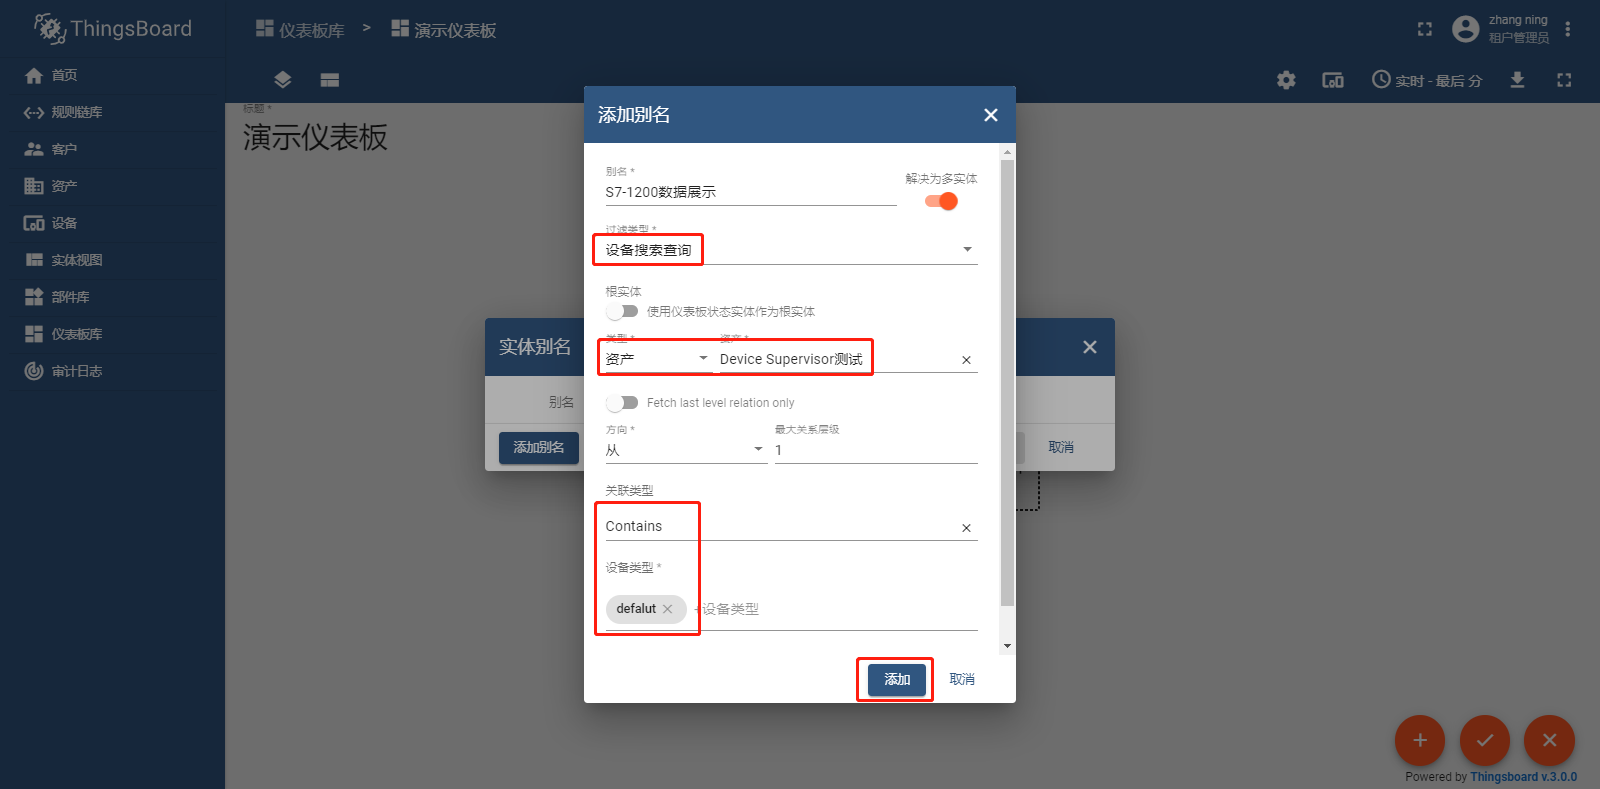 ThingsBoard
仪表板库 > 演示仪表板
zhang ning
租户管理员
首页
规则链库
客户
资产
设备
实体视图
部件库
仪表板库
审计日志
实时 - 最后 分
标题 *
演示仪表板
实体别名
别名
添加别名
取消
添加别名
别名 *
S7-1200数据展示
解决为多实体
过滤类型 *
设备搜索查询
根实体
使用仪表板状态实体作为根实体
类型 *
资产 *
资产
Device Supervisor测试
Fetch last level relation only
方向 *
最大关系层级
从
1
关联类型
Contains
设备类型 *
defalut
+设备类型
添加
取消
Powered by Thingsboard v.3.0.0